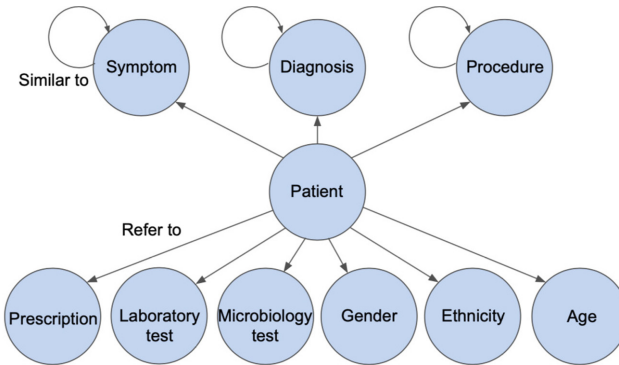 Symptom
Diagnosis
Procedure
Similar to
Patient
Refer to
Prescription
Laboratory
test
Microbiology
test
Gender
Ethnicity
Age